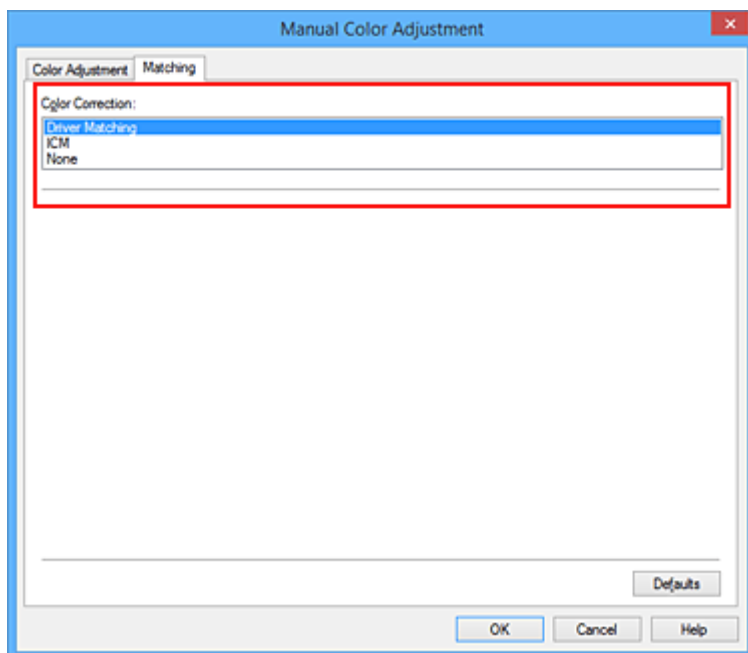 Manual Color Adjustment
Color Adjustment Matching
Color Correction:
Driver Matching
ICM
None
Defaults
OK Cancel Help